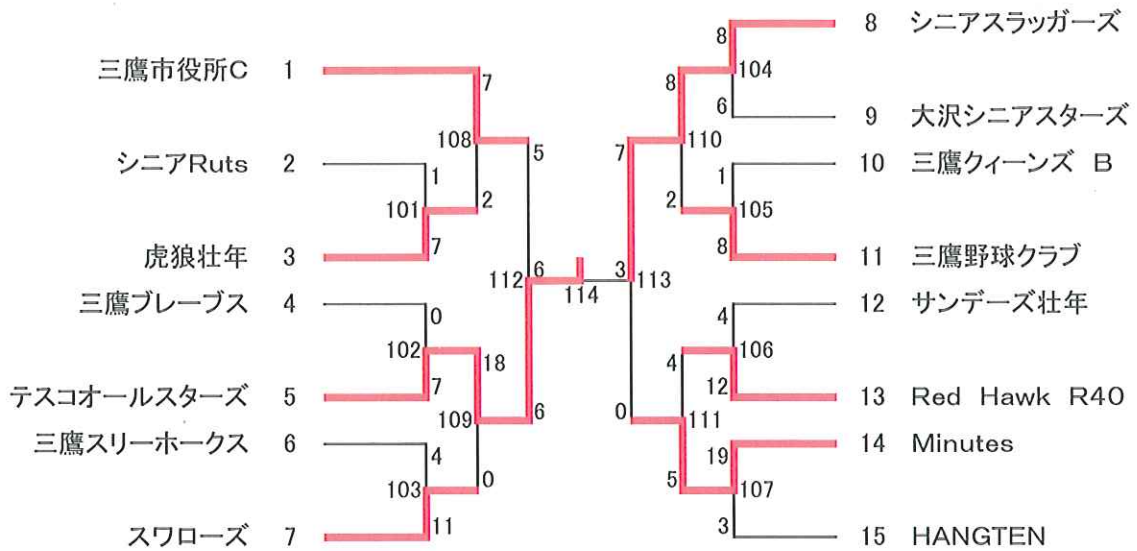 三鷹市役所C 1
シニアRuts 2
虎狼壮年 3
三鷹ブレーブス 4
テスコオールスターズ 5
三鷹スリーホークス 6
スワローズ 7
7
108
5
1
2
101
7
112
6
0
102
18
7
109
6
4
0
103
11
114
8
8
104
6
7
110
1
2
105
8
3
113
4
4
106
12
0
111
19
5
107
3
8 シニアスラッガーズ
9 大沢シニアスターズ
10 三鷹クィーンズ B
11 三鷹野球クラブ
12 サンデーズ壮年
13 Red Hawk R40
14 Minutes
15 HANGTEN